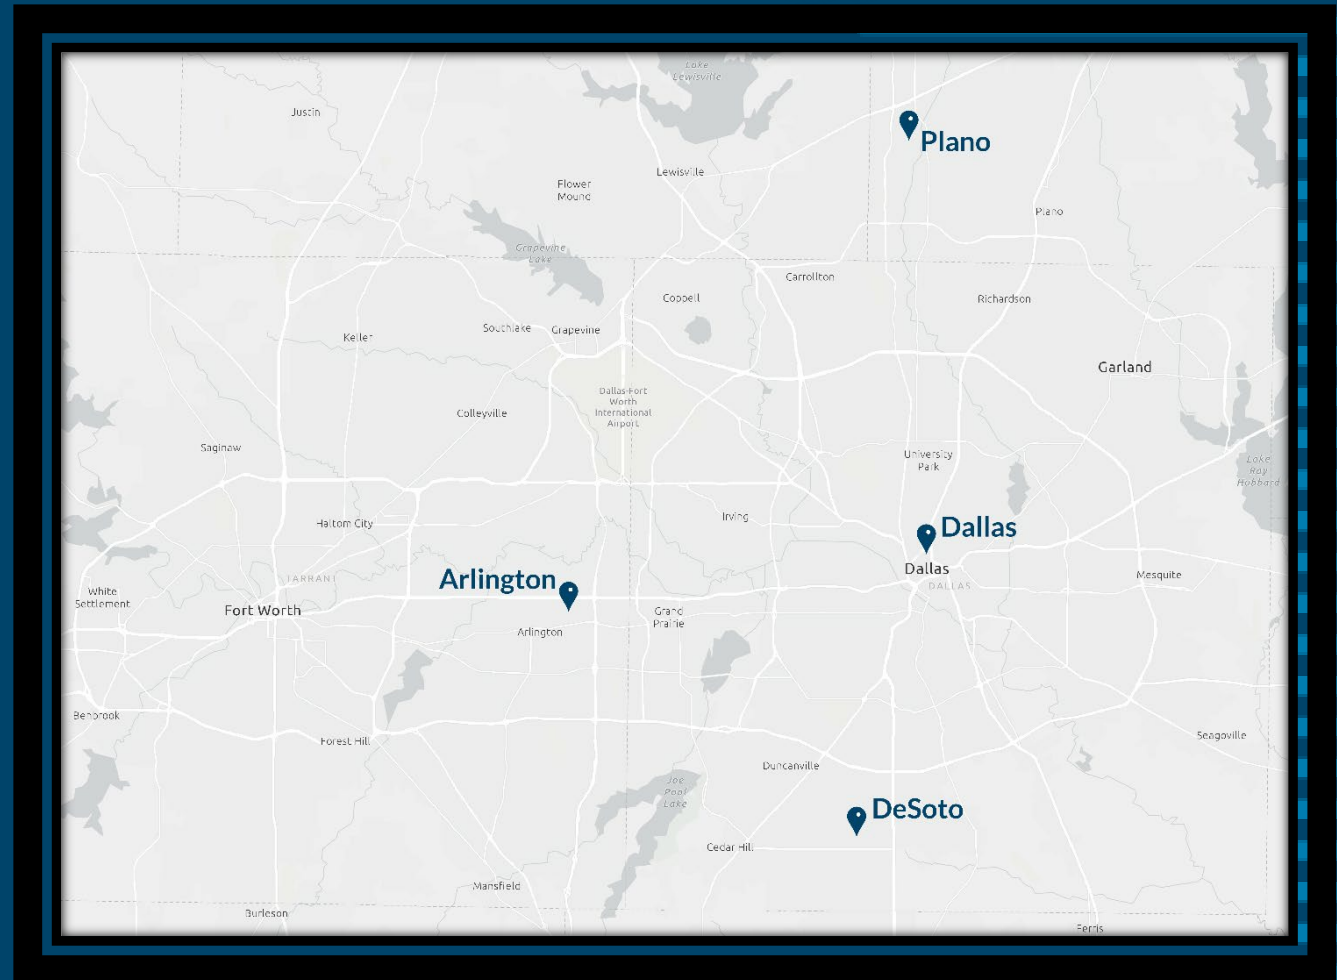 Lake
Lewisville
Justin
Plano
Lewisville
Flower
Mound
Plano
Grapevine
Lake
Carrollton
Coppell
Richardson
Southlake
Grapevine
Keller
Garland
Dallas-Fort
Worth
International
Airport
Colleyville
Saginaw
University
Park
Lake
Ray
Hubbard
Irving
Haltom City
Dallas
Dallas
DALLAS
Mesquite
Arlington
TARRANT
White
Settlement
Fort Worth
Grand
Prairie
Arlington
Benbrook
Forest Hill
Seagoville
Duncanville
Joe
Pool
Lake
DeSoto
Cedar Hill
Mansfield
Burleson
Ferris